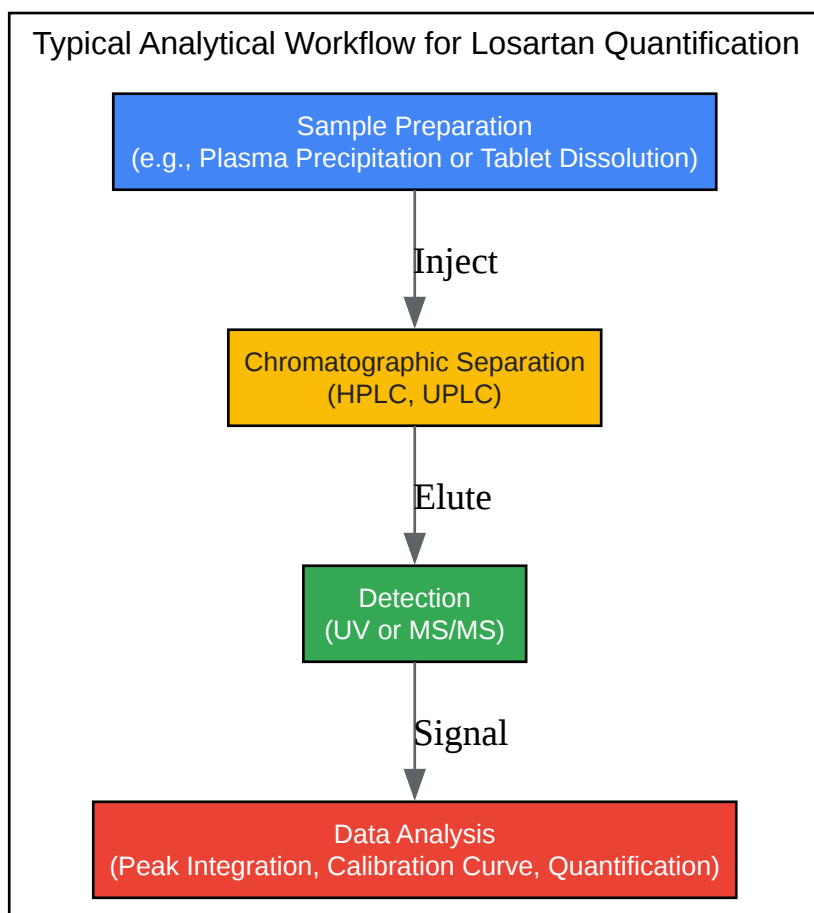 Typical Analytical Workflow for Losartan Quantification
Sample Preparation
(e.g., Plasma Precipitation or Tablet Dissolution)
Inject
Chromatographic Separation
(HPLC, UPLC)
Elute
Detection
(UV or MS/MS)
Signal
Data Analysis
(Peak Integration, Calibration Curve, Quantification)